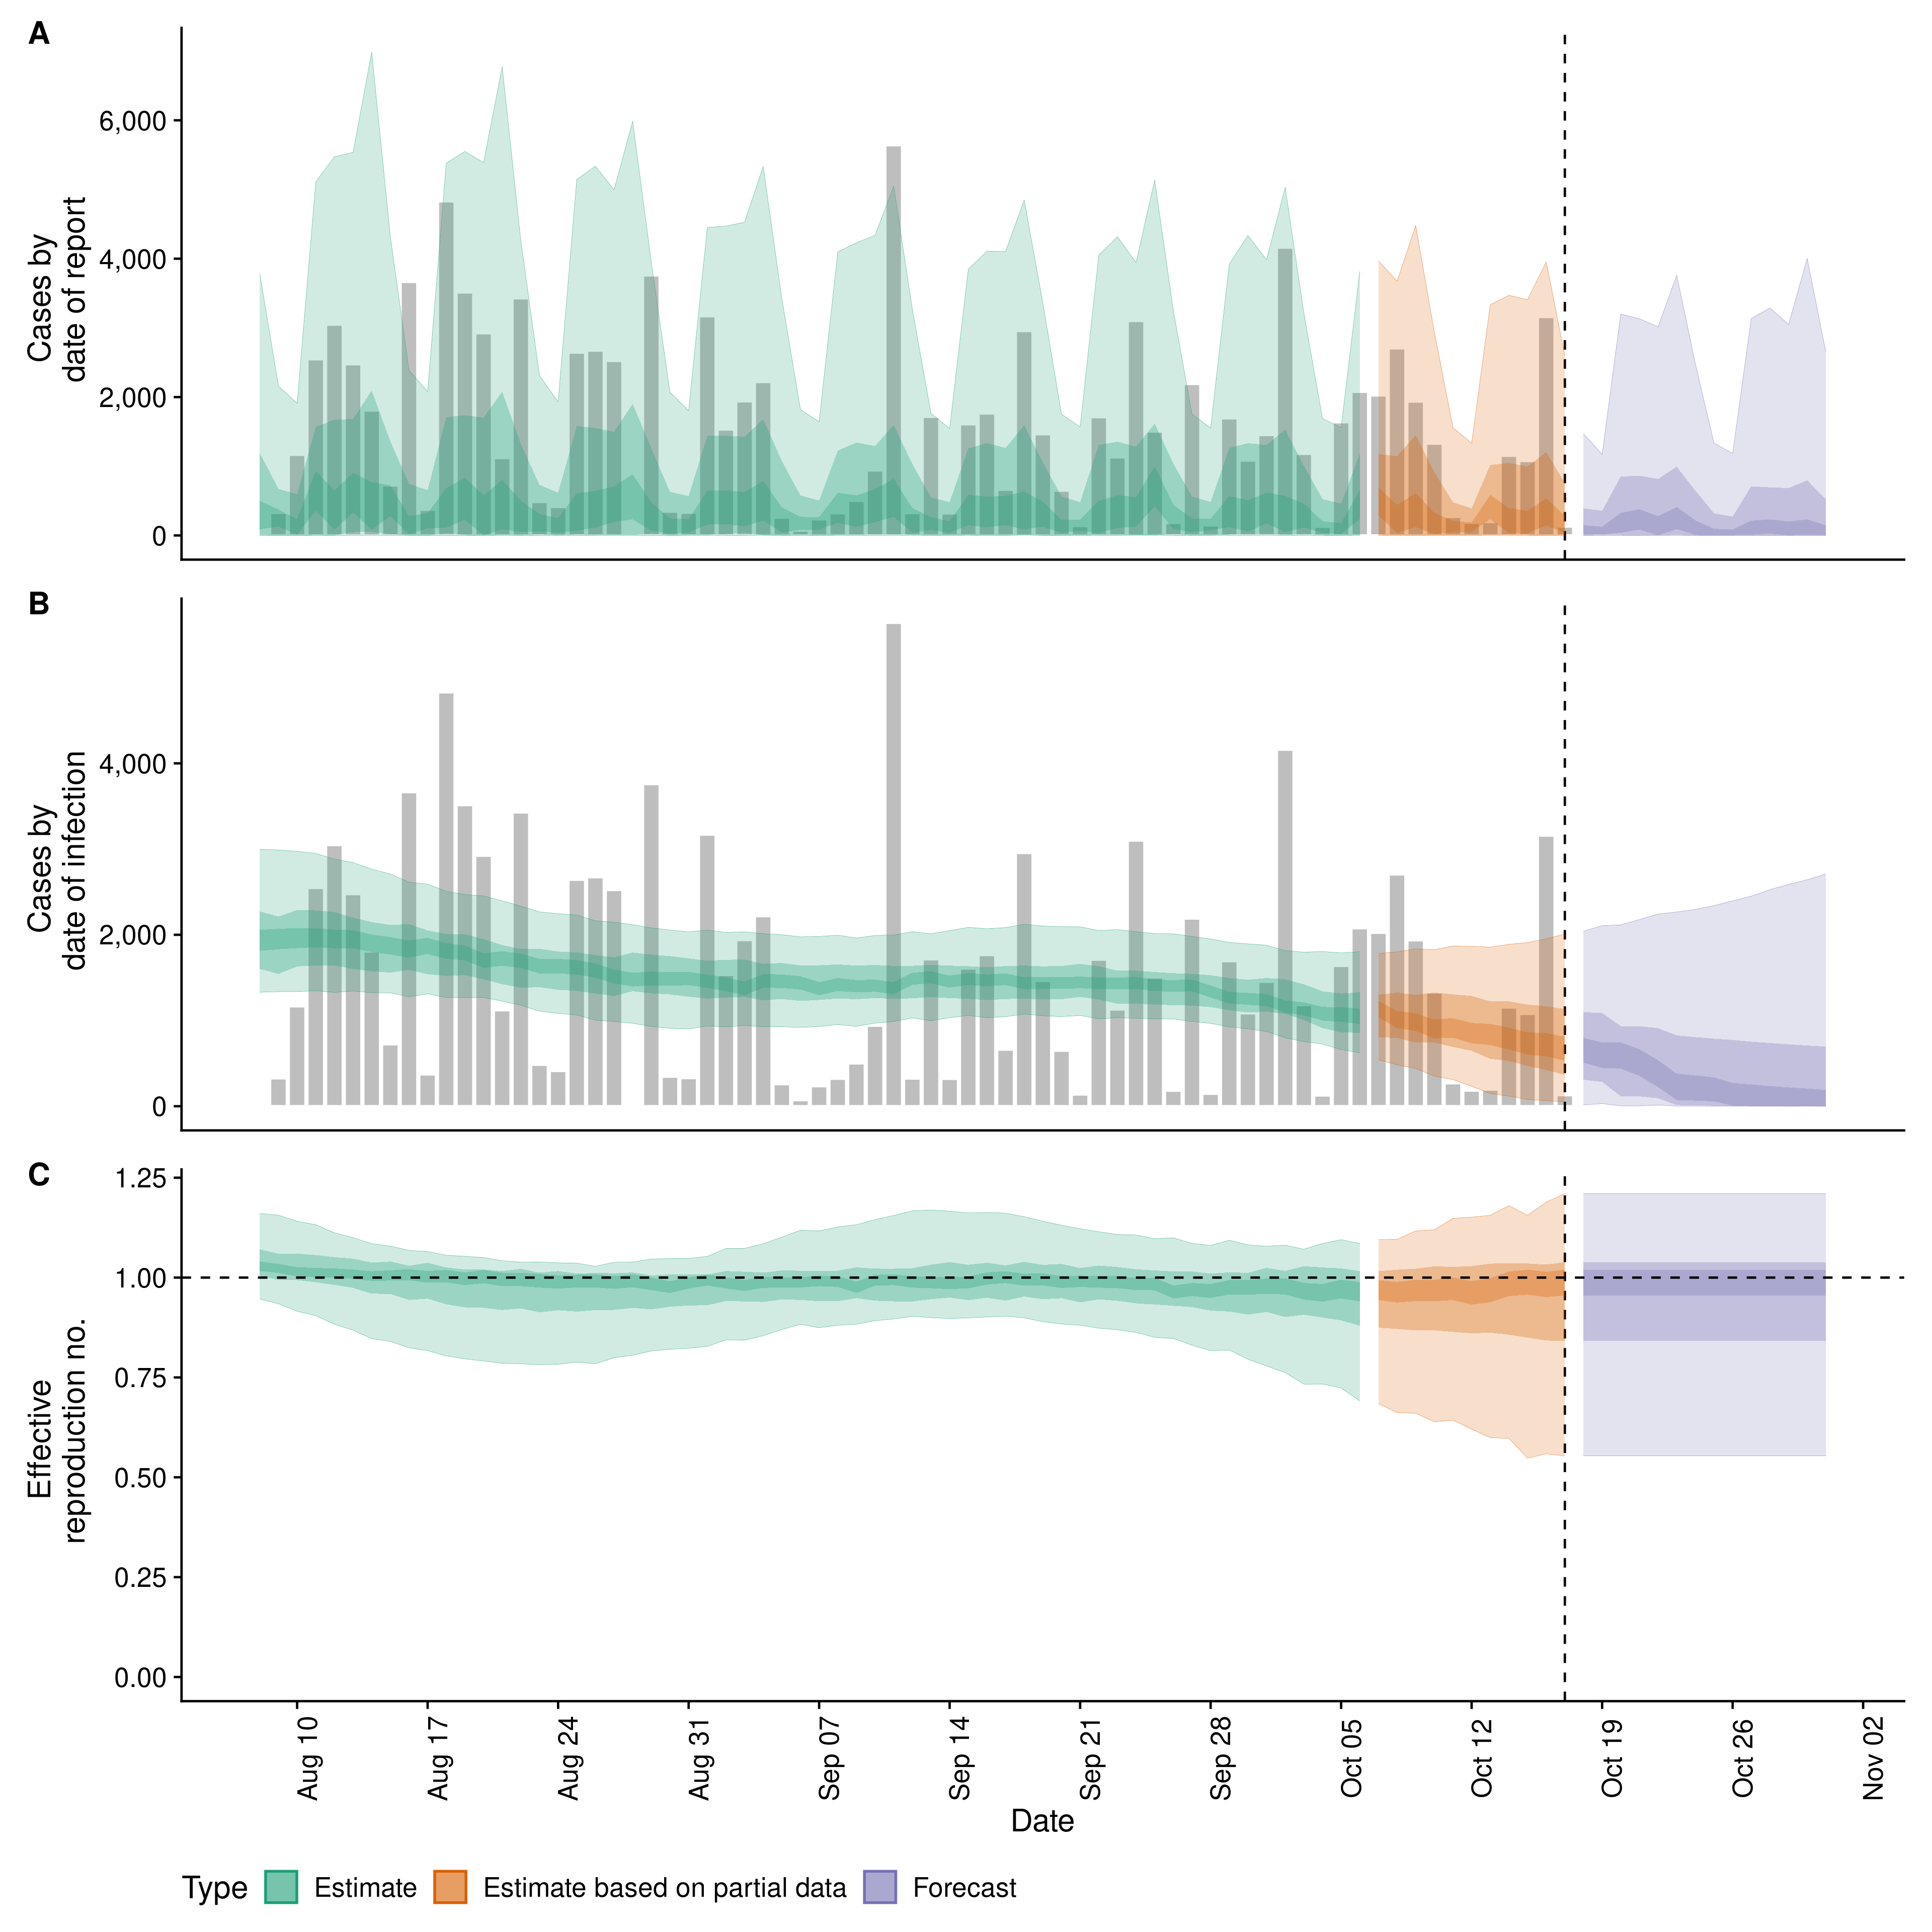 A
Cases by
date of report
6,000
4,000
2,000
0
B
Cases by
date of infection
4,000
2,000
0
C
Effective
reproduction no.
1.25
1.00
0.75
0.50
0.25
0.00
Aug 10
Aug 17
Aug 24
Aug 31
Sep 07
Sep 14
Sep 21
Sep 28
Oct 05
Oct 12
Oct 19
Oct 26
Nov 02
Date
Type
Estimate
Estimate based on partial data
Forecast